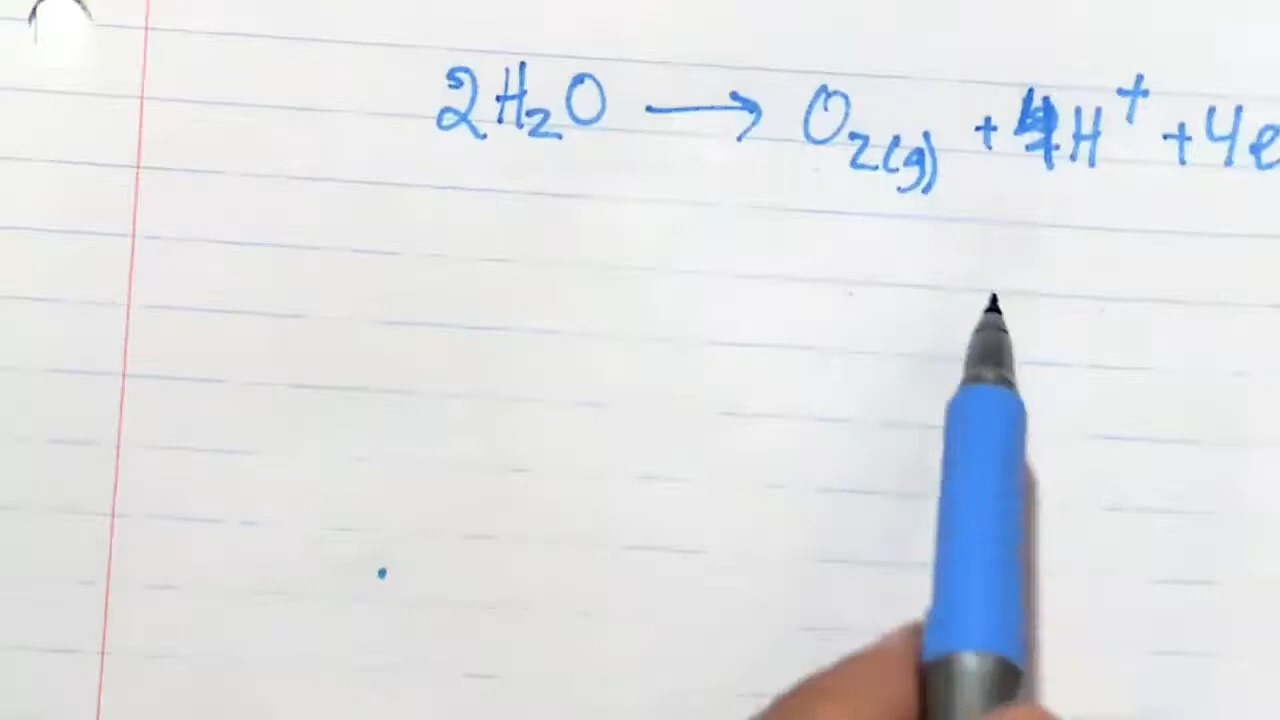 2H₂O → O₂(g) + 4H⁺ + 4e